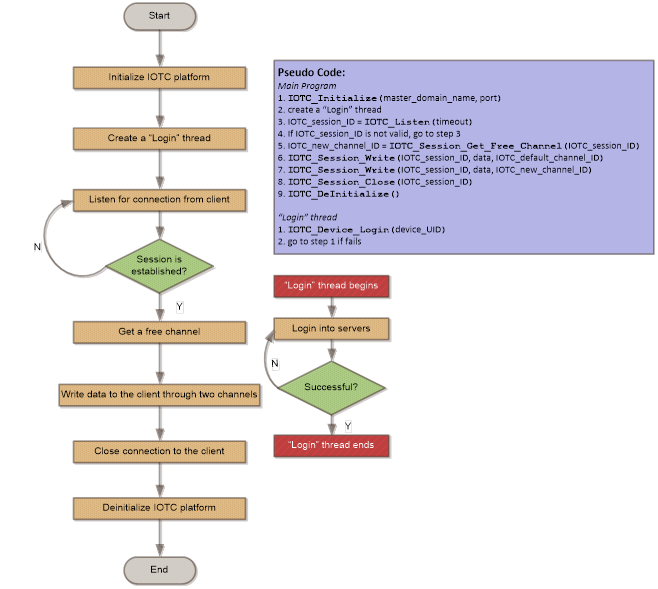 Start
Initialize IOTC platform
Create a "Login" thread
Listen for connection from client
N
Session is
established?
Y
Get a free channel
Write data to the client through two channels
Close connection to the client
Deinitialize IOTC platform
End
Pseudo Code:
Main Program
1. IOTC_Initialize(master_domain_name, port)
2. create a "Login" thread
3. IOTC_session_ID = IOTC_Listen(timeout)
4. If IOTC_session_ID is not valid, go to step 3
5. IOTC_new_channel_ID = IOTC_Session_Get_Free_Channel(IOTC_session_ID)
6. IOTC_Session_Write(IOTC_session_ID, data, IOTC_default_channel_ID)
7. IOTC_Session_Write(IOTC_session_ID, data, IOTC_new_channel_ID)
8. IOTC_Session_Close(IOTC_session_ID)
9. IOTC_DeInitialize()
"Login" thread
1. IOTC_Device_Login(device_UID)
2. go to step 1 if fails
"Login" thread begins
Login into servers
N
Successful?
Y
"Login" thread ends